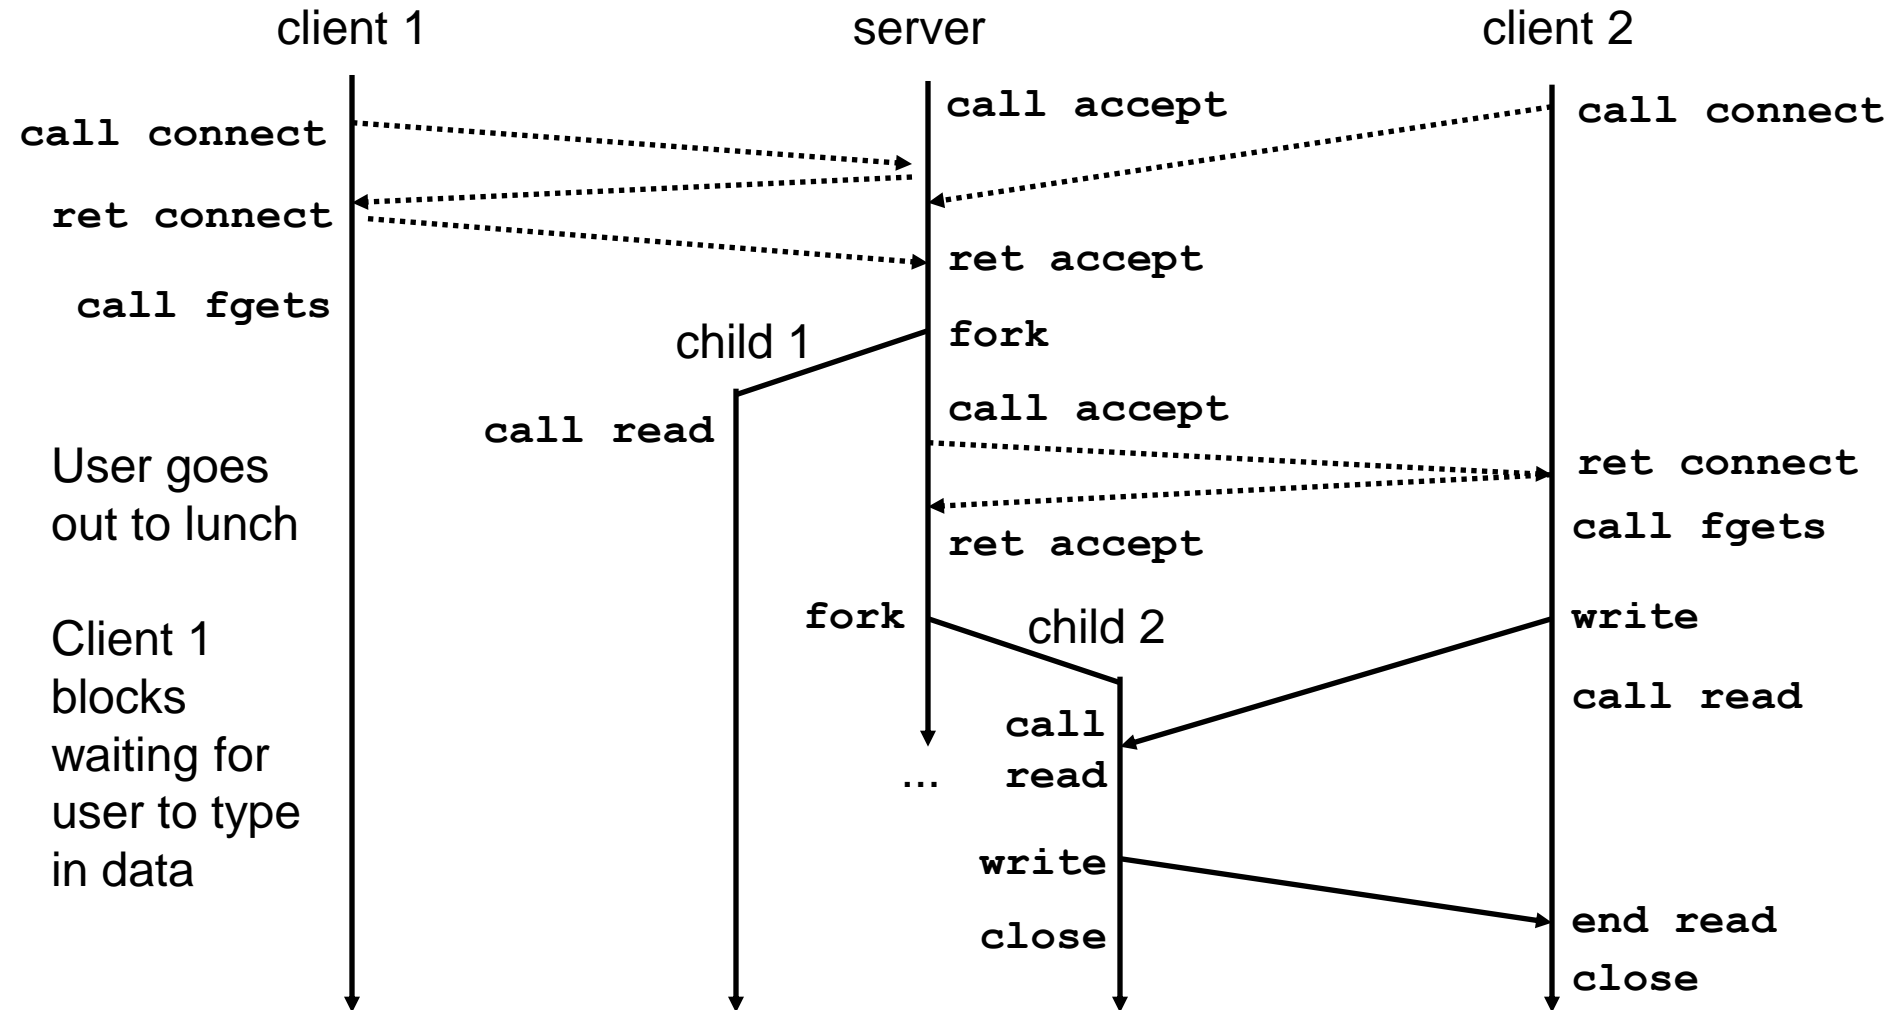 client 1
server
client 2
call connect
call accept
call connect
ret connect
ret accept
call fgets
child 1
fork
call read
call accept
User goes
out to lunch
ret connect
call fgets
ret accept
fork
child 2
write
Client 1
blocks
waiting for
user to type
in data
call
read
call read
...
write
close
end read
close